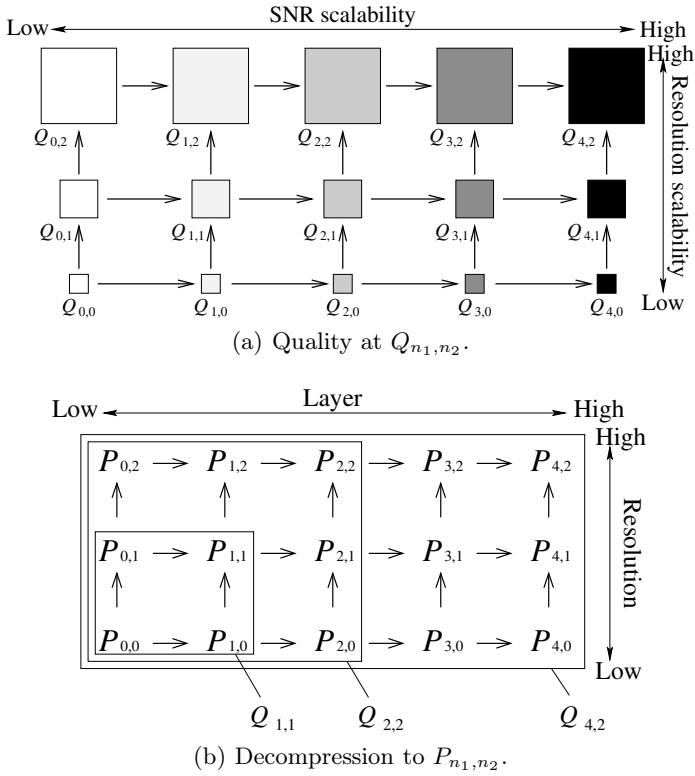 SNR scalability
Low High
High
Q0,2 Q1,2 Q2,2 Q3,2 Q4,2
Resolution scalability
Q0,1 Q1,1 Q2,1 Q3,1 Q4,1
Q0,0 Q1,0 Q2,0 Q3,0 Q4,0
Low
(a) Quality at Qn1,n2.
Layer
Low High
High
P0,2 P1,2 P2,2 P3,2 P4,2
Resolution
P0,1 P1,1 P2,1 P3,1 P4,1
P0,0 P1,0 P2,0 P3,0 P4,0
Low
Q 1,1 Q 2,2 Q 4,2
(b) Decompression to Pn1,n2.